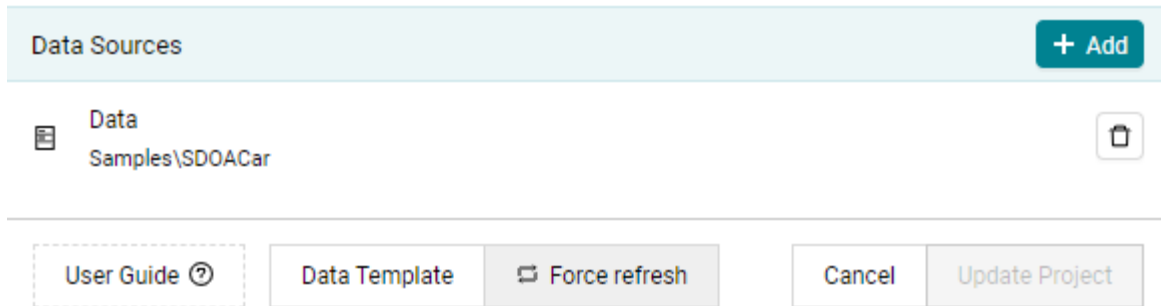 Data Sources
+ Add
Data
Samples\SDOACar
User Guide
Data Template
Force refresh
Cancel
Update Project